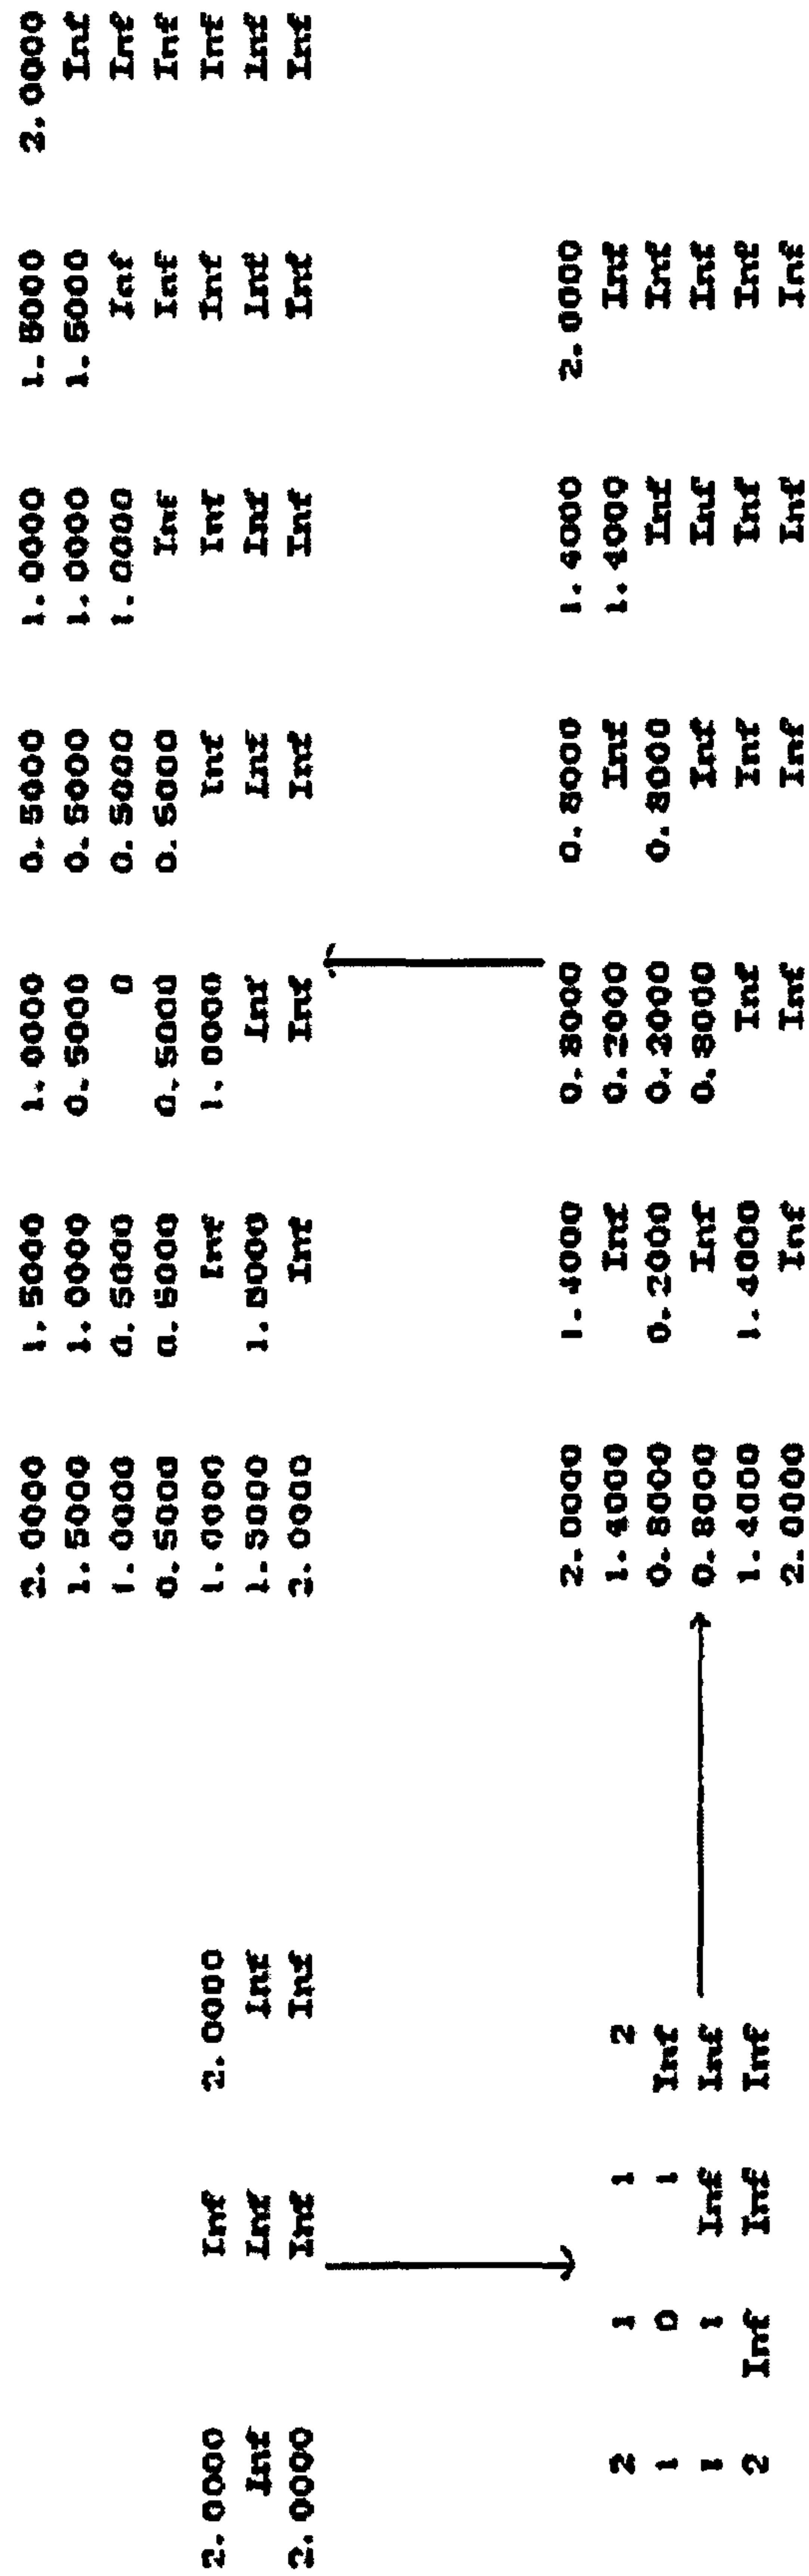 2.0000 1.5000 1.0000 0.5000 1.0000 1.5000 2.0000
1.5000 1.0000 0.5000 0.5000 1.0000 1.5000 Inf
1.0000 0.5000 0 0.5000 1.0000 Inf Inf
0.5000 0.5000 0.5000 0.5000 Inf Inf Inf
2.0000 Inf 2.0000 1.0000 Inf 1.0000 Inf Inf Inf Inf
Inf Inf Inf 1.5000 1.5000 Inf Inf Inf Inf Inf
2.0000 Inf Inf 2.0000 Inf Inf Inf Inf Inf Inf
2.0000 1.4000 0.8000 0.8000 1.4000 2.0000
2 1 1 2 1.4000 Inf 0.2000 Inf 1.4000 Inf
1 0 1 Inf 0.8000 0.2000 0.2000 0.8000 Inf Inf
1 1 Inf Inf 0.8000 Inf 0.8000 Inf Inf Inf
2 Inf Inf Inf 1.4000 1.4000 Inf Inf Inf Inf
2.0000 Inf Inf Inf Inf Inf